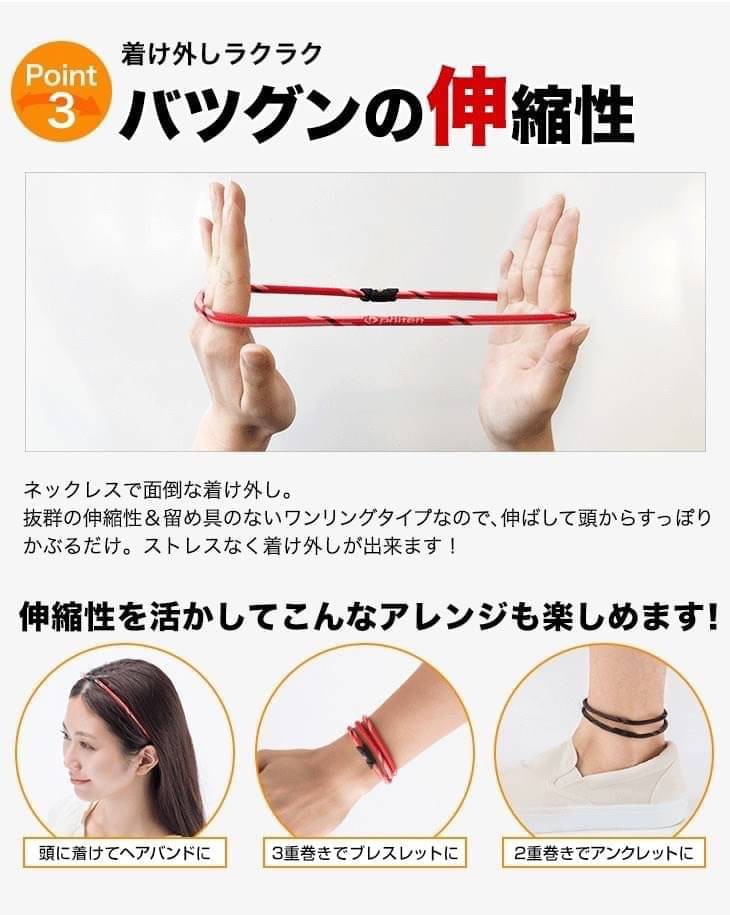 Point
3
着け外しラクラク
バツグンの伸縮性
phiten
ネックレスで面倒な着け外し。
抜群の伸縮性＆留め具のないワンリングタイプなので、伸ばして頭からすっぽり
かぶるだけ。ストレスなく着け外しが出来ます！
伸縮性を活かしてこんなアレンジも楽しめます!
頭に着けてヘアバンドに
3重巻きでブレスレットに
2重巻きでアンクレットに